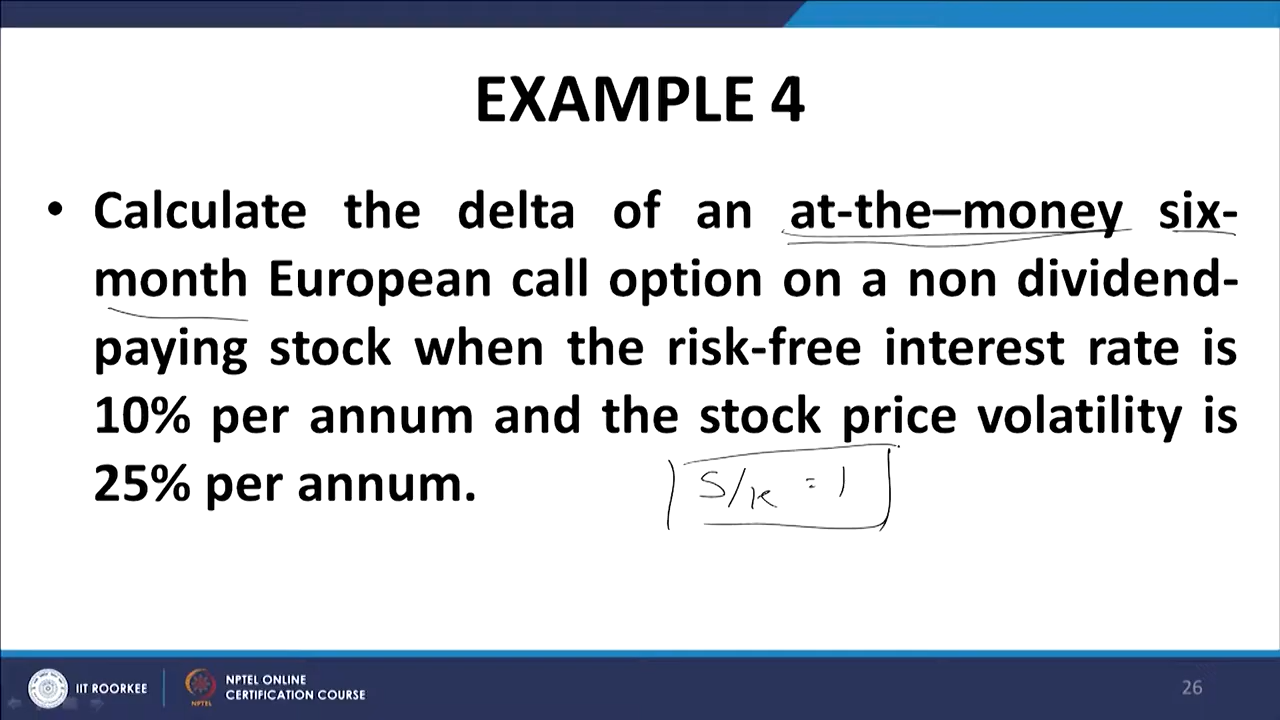 EXAMPLE 4
• Calculate the delta of an at-the–money six-
month European call option on a non dividend-
paying stock when the risk-free interest rate is
10% per annum and the stock price volatility is
25% per annum.
S/K = 1
IIT ROORKEE
NPTEL
NPTEL ONLINE
CERTIFICATION COURSE
26